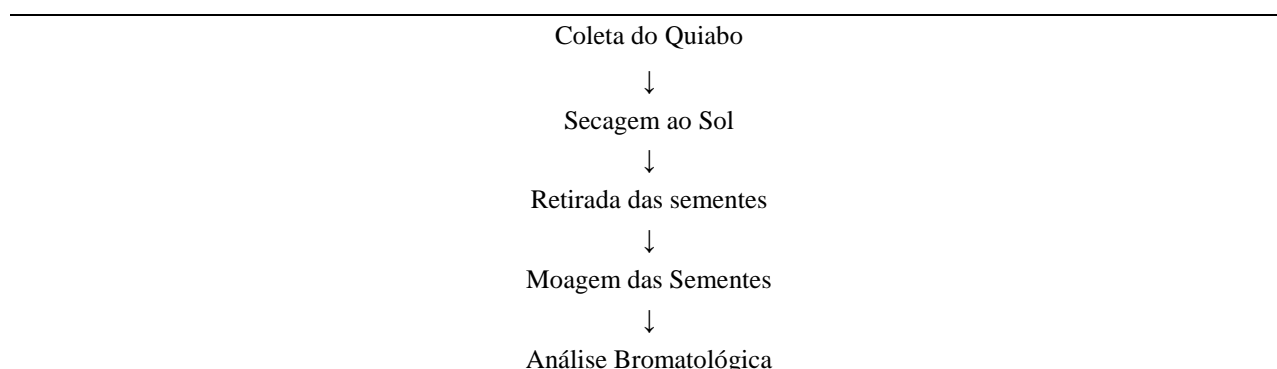 Coleta do Quiabo
↓
Secagem ao Sol
↓
Retirada das sementes
↓
Moagem das Sementes
↓
Análise Bromatológica